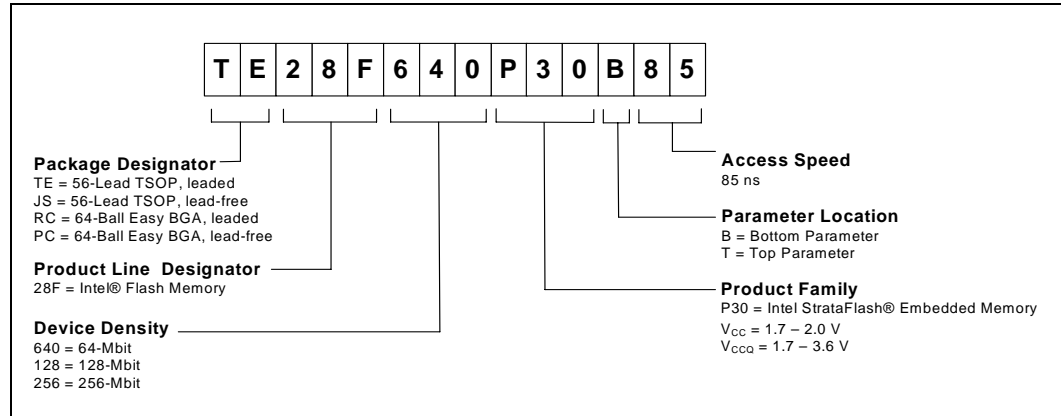 T E 2 8 F 6 4 0 P 3 0 B 8 5
Package Designator
TE = 56-Lead TSOP, leaded
JS = 56-Lead TSOP, lead-free
RC = 64-Ball Easy BGA, leaded
PC = 64-Ball Easy BGA, lead-free
Product Line Designator
28F = Intel® Flash Memory
Device Density
640 = 64-Mbit
128 = 128-Mbit
256 = 256-Mbit
Access Speed
85 ns
Parameter Location
B = Bottom Parameter
T = Top Parameter
Product Family
P30 = Intel StrataFlash® Embedded Memory
VCC = 1.7 – 2.0 V
VCCQ = 1.7 – 3.6 V